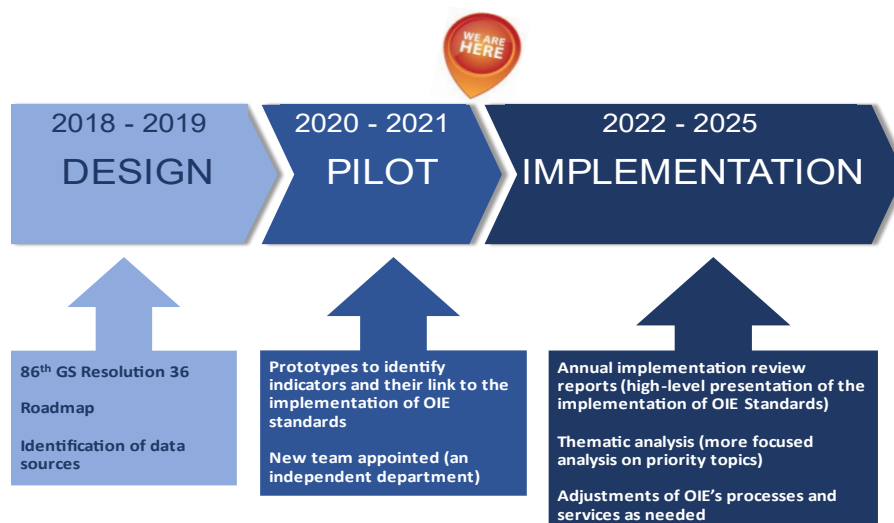 WE ARE
HERE
2018 - 2019
DESIGN
2020 - 2021
PILOT
2022 - 2025
IMPLEMENTATION
86th GS Resolution 36
Roadmap
Identification of data
sources
Prototypes to identify
indicators and their link to the
implementation of OIE
standards
New team appointed (an
independent department)
Annual implementation review
reports (high-level presentation of the
implementation of OIE Standards)
Thematic analysis (more focused
analysis on priority topics)
Adjustments of OIE’s processes and
services as needed